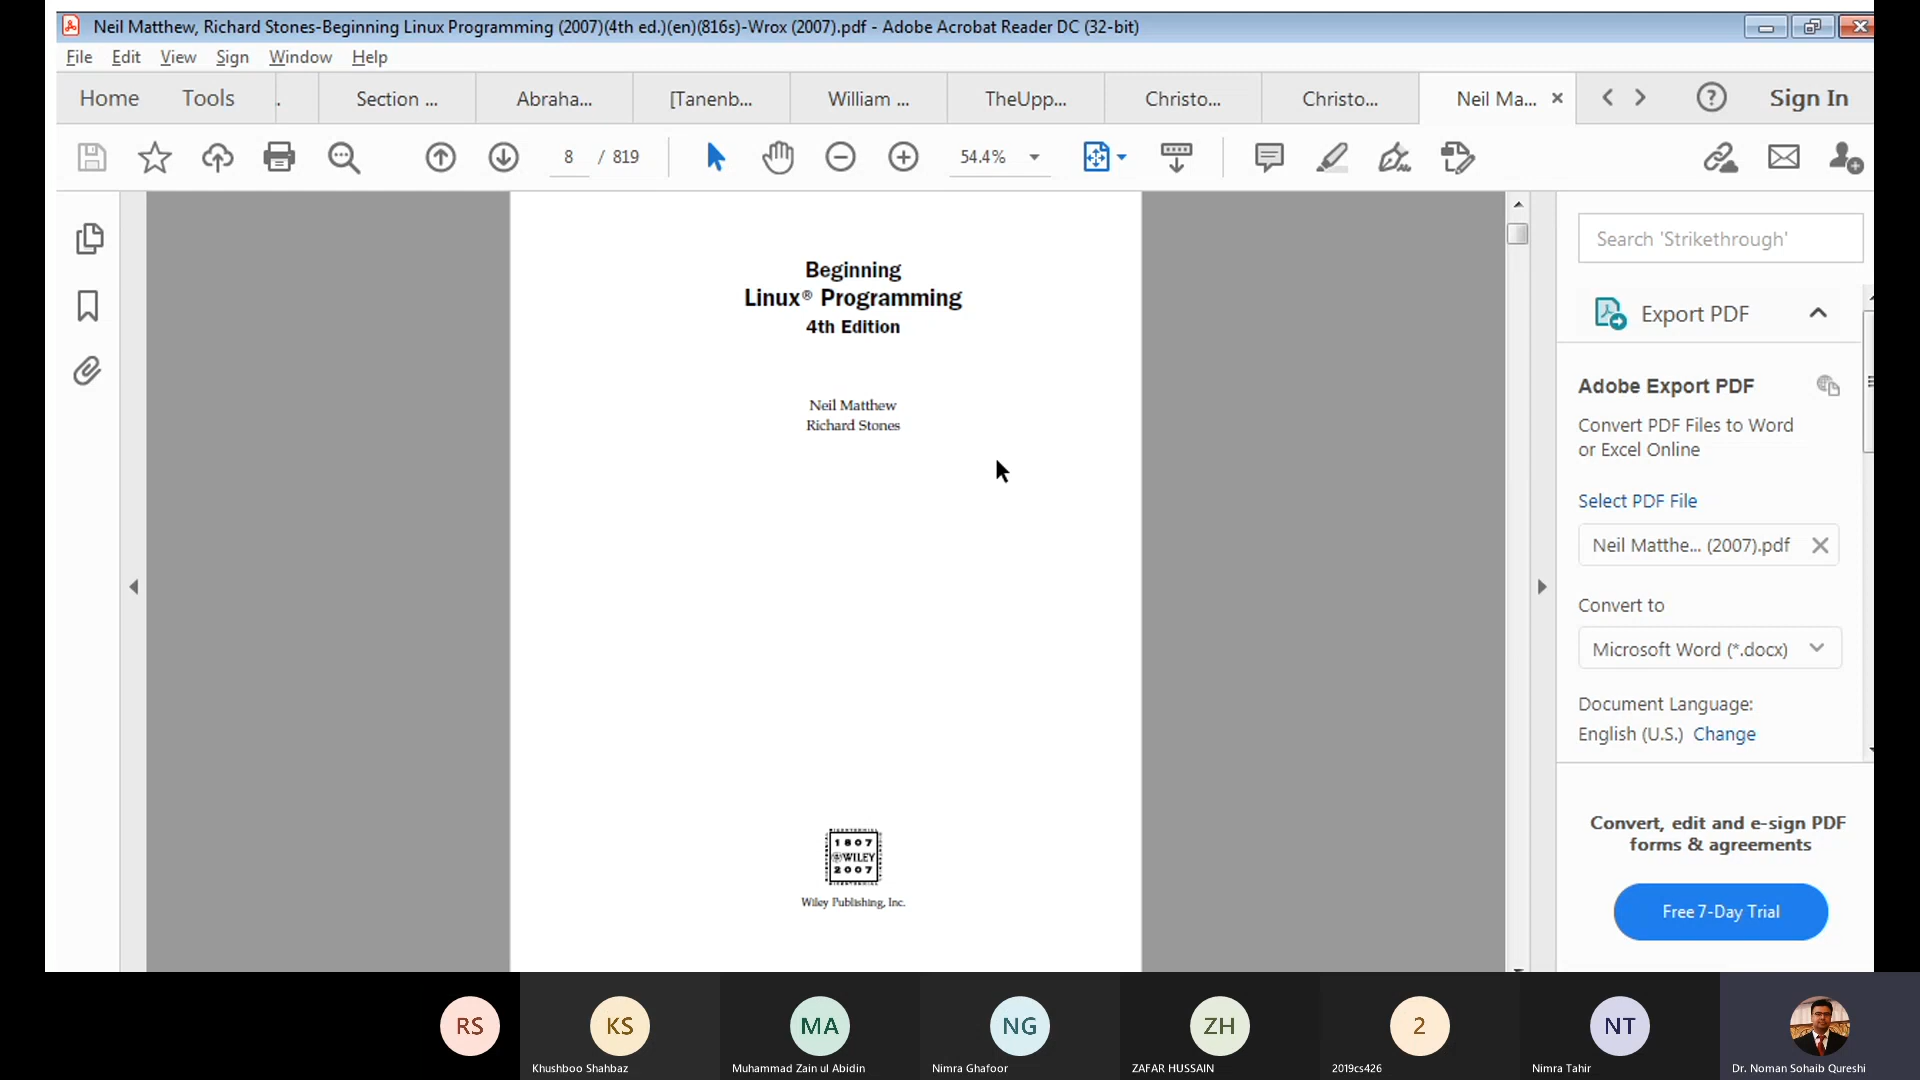 Neil Matthew, Richard Stones-Beginning Linux Programming (2007)(4th ed.)(en)(816s)-Wrox (2007).pdf - Adobe Acrobat Reader DC (32-bit)
File Edit View Sign Window Help
Home Tools . Section ... Abraha... [Tanenb... William ... TheUpp... Christo... Christo... Neil Ma... Sign In
8 / 819 54.4%
Search 'Strikethrough'
Export PDF
Adobe Export PDF
Convert PDF Files to Word
or Excel Online
Select PDF File
Neil Matthe... (2007).pdf
Convert to
Microsoft Word (*.docx)
Document Language:
English (U.S.) Change
Convert, edit and e-sign PDF
forms & agreements
Free 7-Day Trial
Beginning
Linux® Programming
4th Edition
Neil Matthew
Richard Stones
1807
WILEY
2007
BICENTENNIAL
Wiley Publishing, Inc.
RS KS MA NG ZH 2 NT
Khushboo Shahbaz Muhammad Zain ul Abidin Nimra Ghafoor ZAFAR HUSSAIN 2019cs426 Nimra Tahir Dr. Noman Sohaib Qureshi